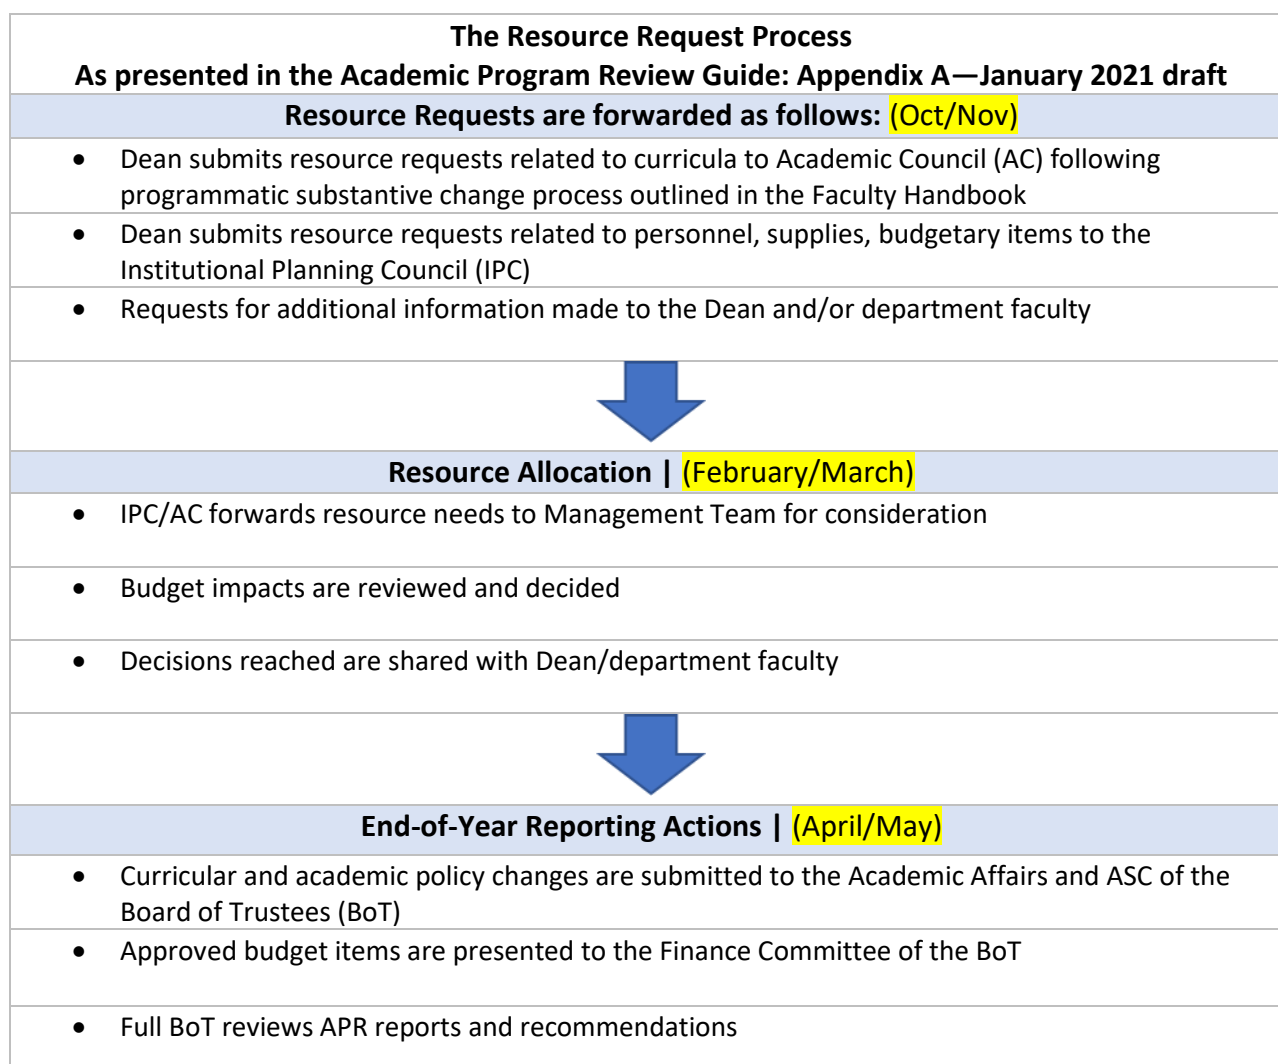 The Resource Request Process
As presented in the Academic Program Review Guide: Appendix A—January 2021 draft
Resource Requests are forwarded as follows: (Oct/Nov)
• Dean submits resource requests related to curricula to Academic Council (AC) following
programmatic substantive change process outlined in the Faculty Handbook
• Dean submits resource requests related to personnel, supplies, budgetary items to the
Institutional Planning Council (IPC)
• Requests for additional information made to the Dean and/or department faculty
Resource Allocation | (February/March)
• IPC/AC forwards resource needs to Management Team for consideration
• Budget impacts are reviewed and decided
• Decisions reached are shared with Dean/department faculty
End-of-Year Reporting Actions | (April/May)
• Curricular and academic policy changes are submitted to the Academic Affairs and ASC of the
Board of Trustees (BoT)
• Approved budget items are presented to the Finance Committee of the BoT
• Full BoT reviews APR reports and recommendations